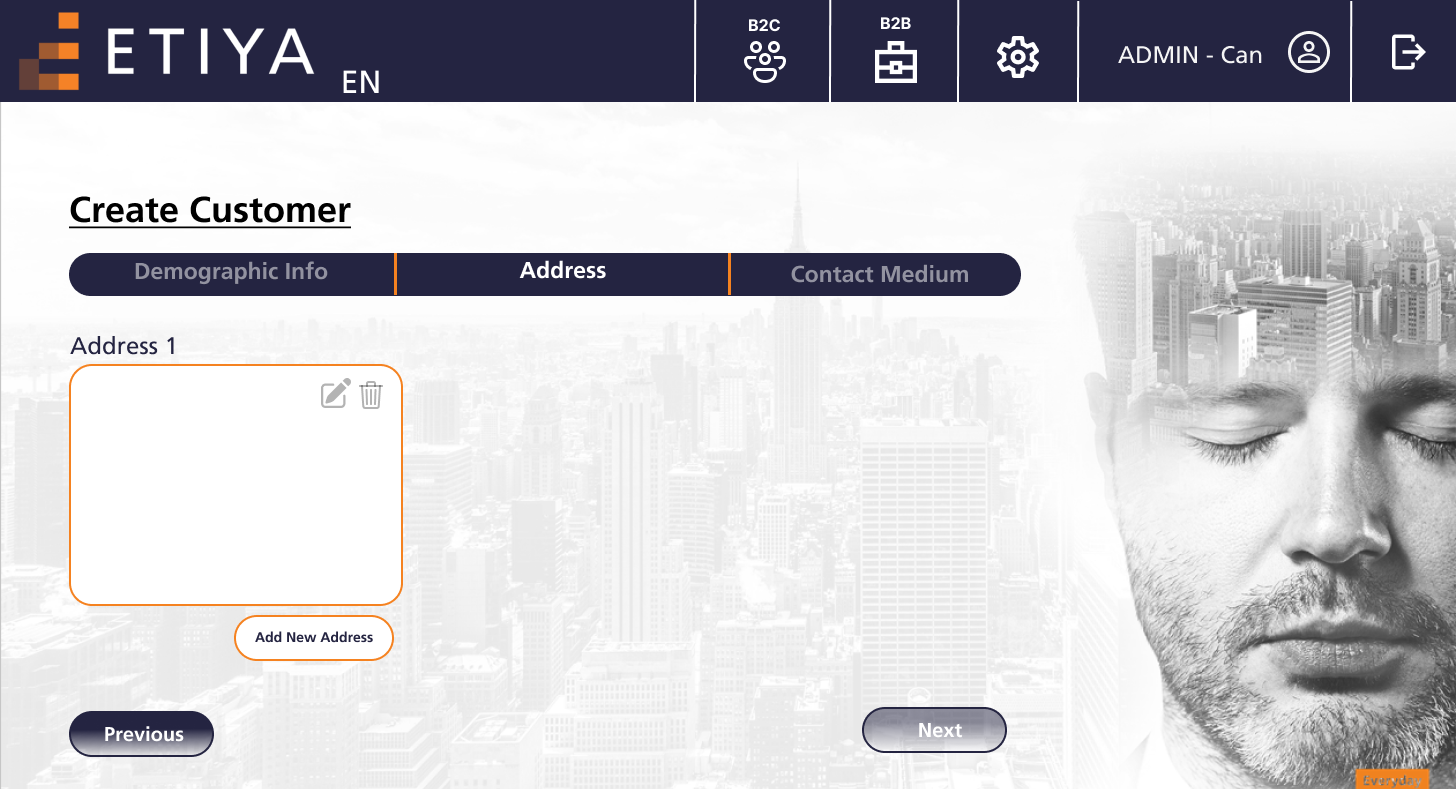 ETIYA
EN
B2C
B2B
ADMIN - Can
Create Customer
Demographic Info
Address
Contact Medium
Address 1
Add New Address
Previous
Next